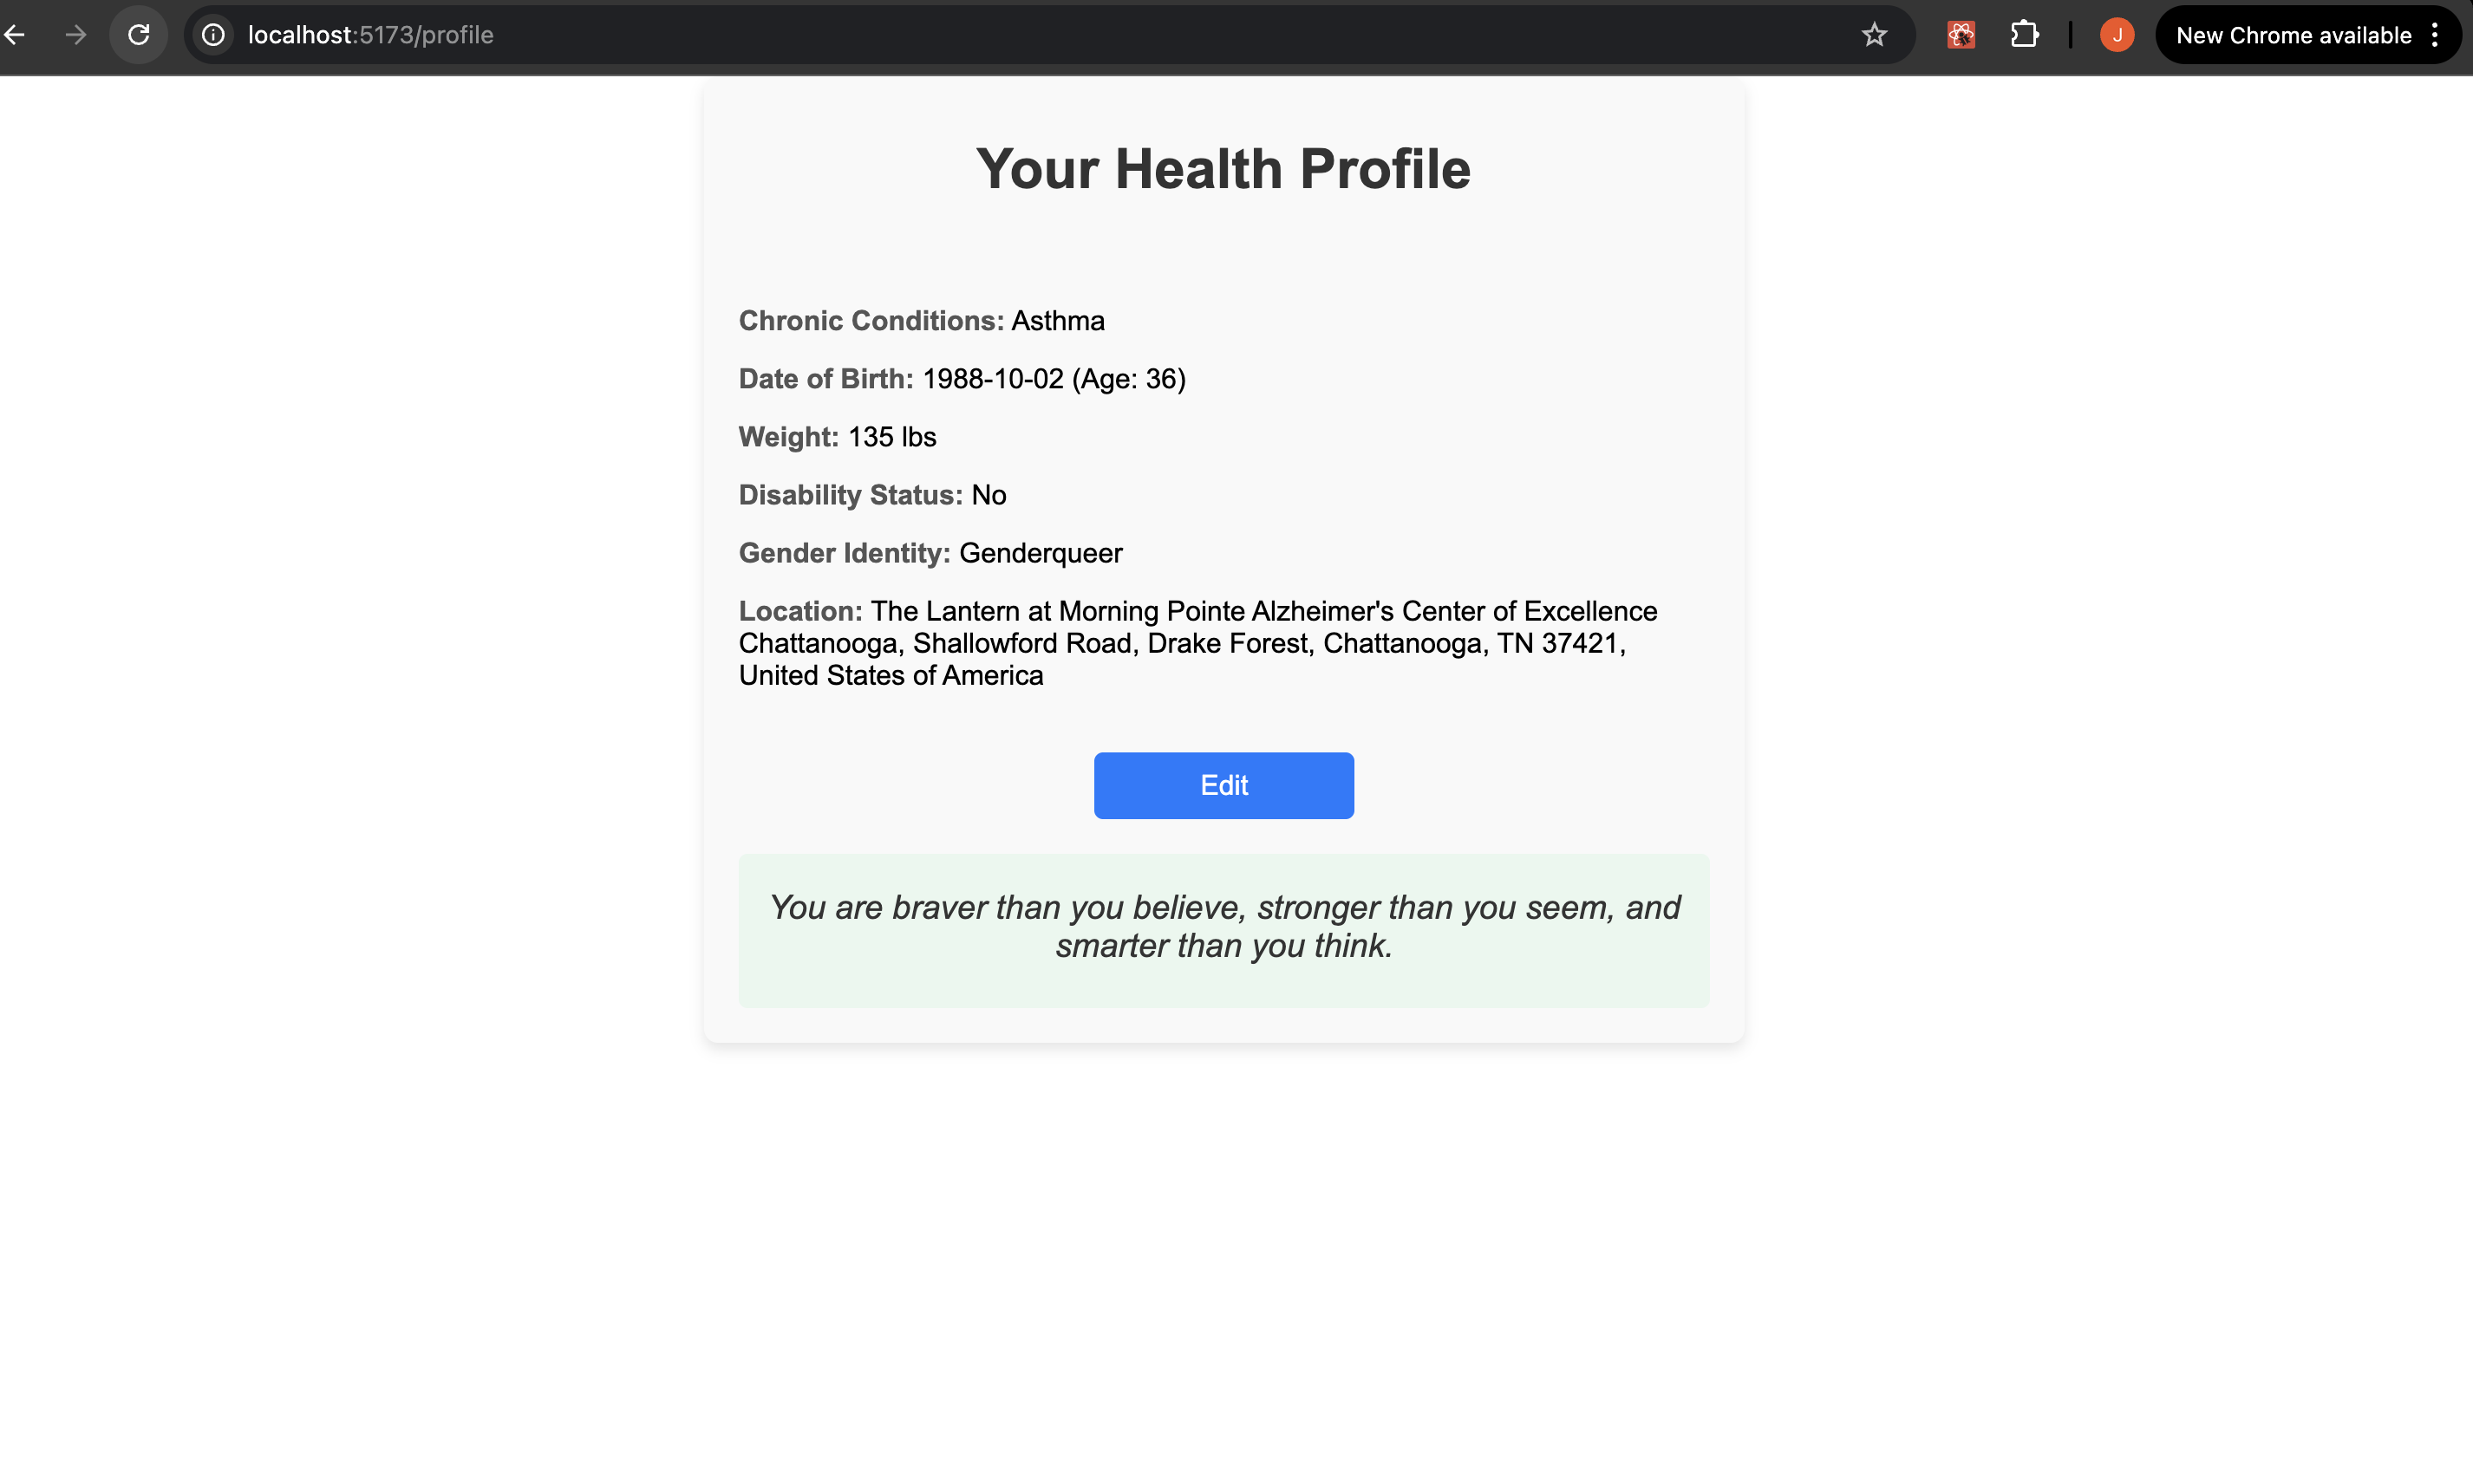 localhost:5173/profile
J
New Chrome available
Your Health Profile
Chronic Conditions: Asthma
Date of Birth: 1988-10-02 (Age: 36)
Weight: 135 lbs
Disability Status: No
Gender Identity: Genderqueer
Location: The Lantern at Morning Pointe Alzheimer's Center of Excellence
Chattanooga, Shallowford Road, Drake Forest, Chattanooga, TN 37421,
United States of America
Edit
You are braver than you believe, stronger than you seem, and
smarter than you think.